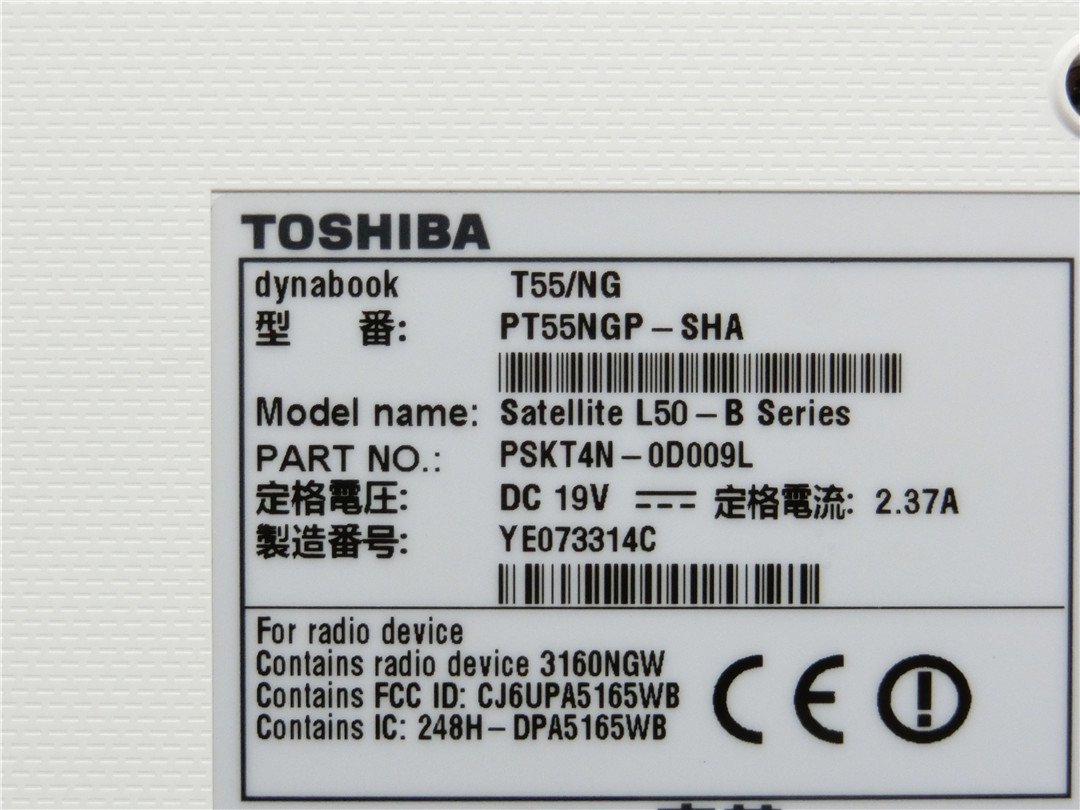 TOSHIBA
dynabook T55/NG
型 番: PT55NGP-SHA
Model name: Satellite L50-B Series
PART NO.: PSKT4N-0D009L
定格電圧: DC 19V 定格電流: 2.37A
製造番号: YE073314C
For radio device
Contains radio device 3160NGW
Contains FCC ID: CJ6UPA5165WB
Contains IC: 248H-DPA5165WB
CE